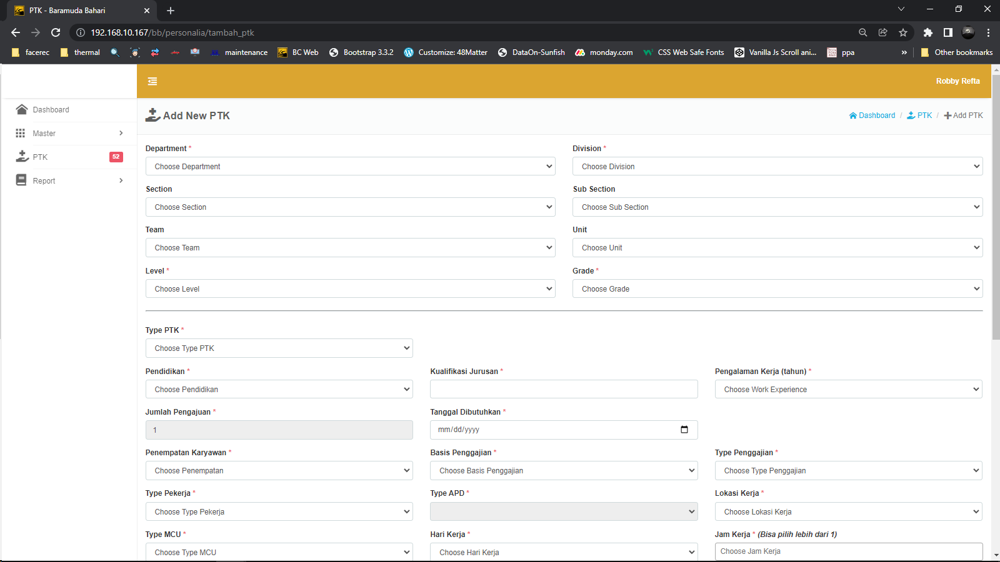 PTK - Baramuda Bahari
192.168.10.167/bb/personalia/tambah_ptk
facerec thermal maintenance BC Web Bootstrap 3.3.2 Customize: 48Matter DataOn-Sunfish monday.com CSS Web Safe Fonts Vanilla Js Scroll ani... ppa » Other bookmarks
Robby Refta
Dashboard
Master
PTK 52
Report
Add New PTK
Dashboard / PTK / Add PTK
Department * Division *
Choose Department Choose Division
Section Sub Section
Choose Section Choose Sub Section
Team Unit
Choose Team Choose Unit
Level * Grade *
Choose Level Choose Grade
Type PTK *
Choose Type PTK
Pendidikan * Kualifikasi Jurusan * Pengalaman Kerja (tahun) *
Choose Pendidikan Choose Work Experience
Jumlah Pengajuan * Tanggal Dibutuhkan *
1 mm/dd/yyyy
Penempatan Karyawan * Basis Penggajian * Type Penggajian *
Choose Penempatan Choose Basis Penggajian Choose Type Penggajian
Type Pekerja * Type APD * Lokasi Kerja *
Choose Type Pekerja Choose Lokasi Kerja
Type MCU * Hari Kerja * Jam Kerja * (Bisa pilih lebih dari 1)
Choose Type MCU Choose Hari Kerja Choose Jam Kerja